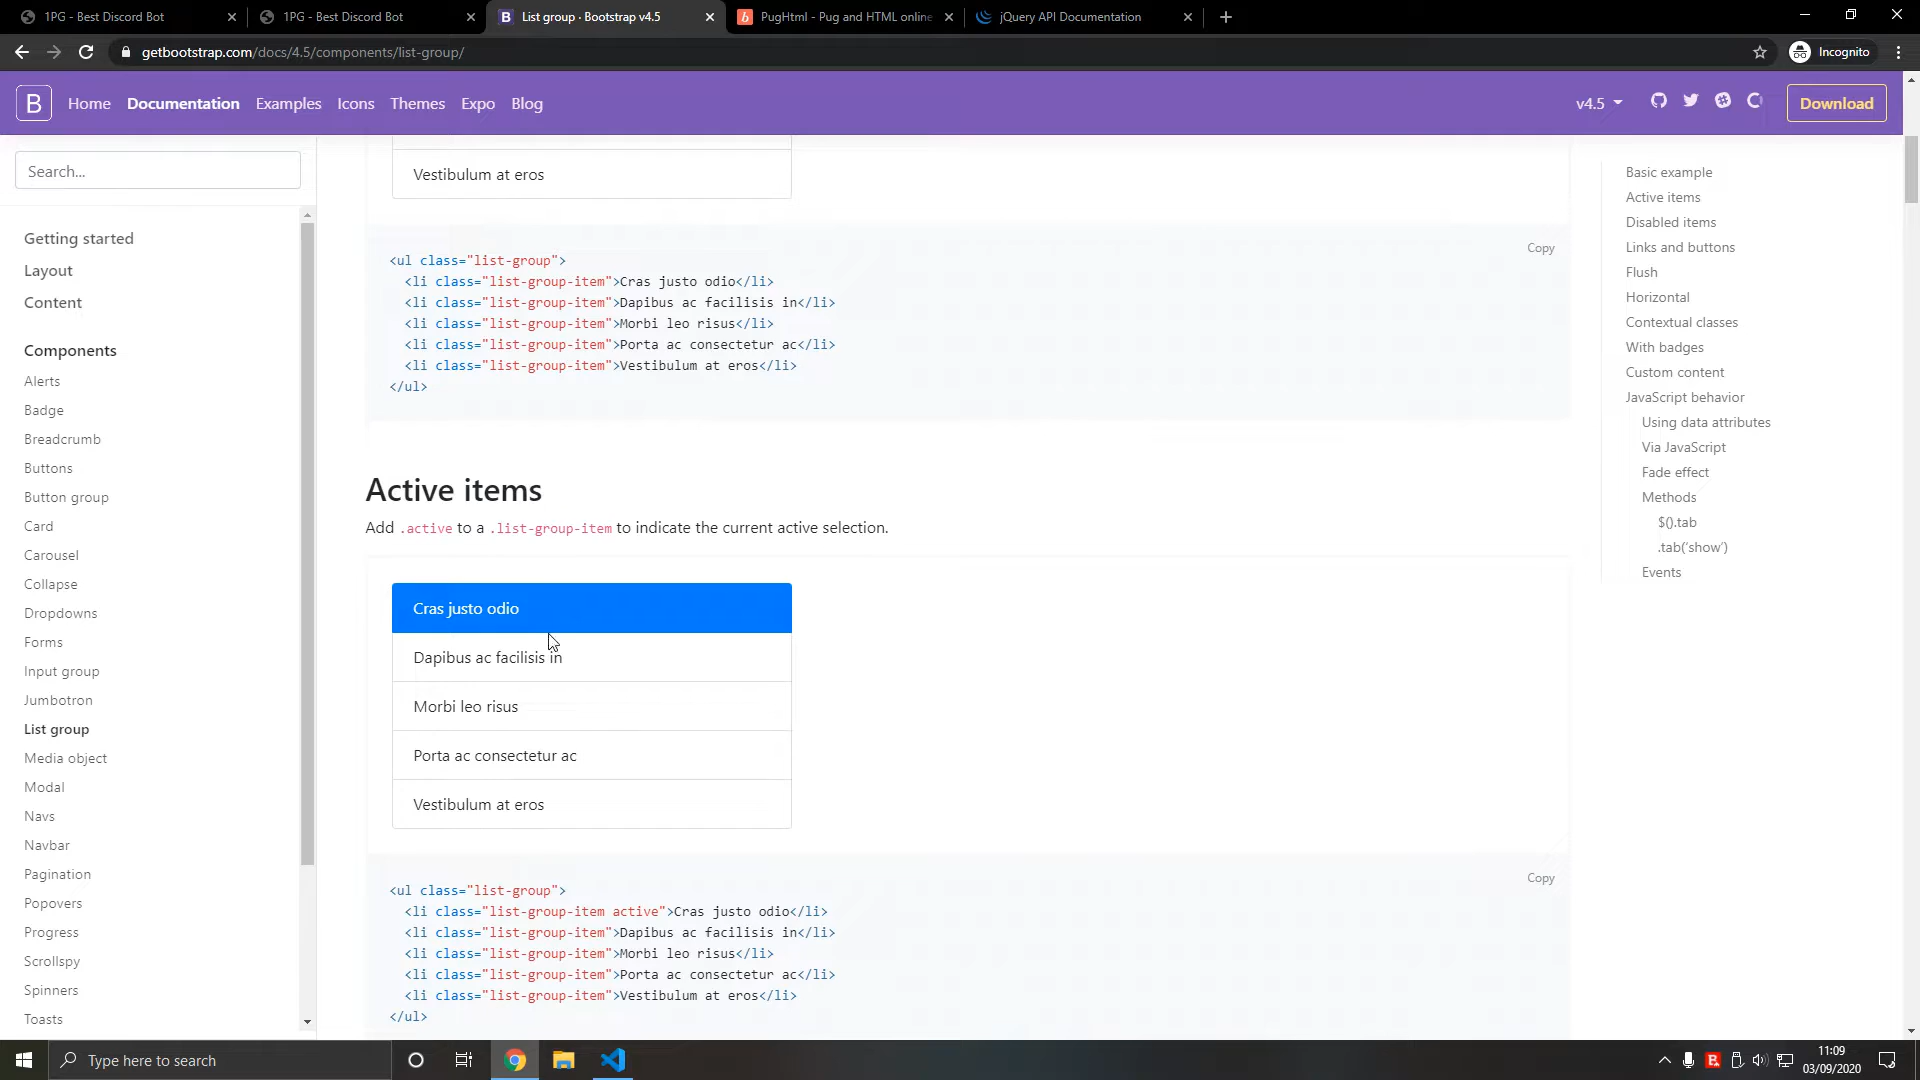 1PG - Best Discord Bot
1PG - Best Discord Bot
B List group · Bootstrap v4.5
b PugHtml - Pug and HTML online
jQuery API Documentation
getbootstrap.com/docs/4.5/components/list-group/
Incognito
B Home Documentation Examples Icons Themes Expo Blog
v4.5
Download
Search...
Getting started
Layout
Content
Components
Alerts
Badge
Breadcrumb
Buttons
Button group
Card
Carousel
Collapse
Dropdowns
Forms
Input group
Jumbotron
List group
Media object
Modal
Navs
Navbar
Pagination
Popovers
Progress
Scrollspy
Spinners
Toasts
Vestibulum at eros
Copy
<ul class="list-group">
<li class="list-group-item">Cras justo odio</li>
<li class="list-group-item">Dapibus ac facilisis in</li>
<li class="list-group-item">Morbi leo risus</li>
<li class="list-group-item">Porta ac consectetur ac</li>
<li class="list-group-item">Vestibulum at eros</li>
</ul>
Active items
Add .active to a .list-group-item to indicate the current active selection.
Cras justo odio
Dapibus ac facilisis in
Morbi leo risus
Porta ac consectetur ac
Vestibulum at eros
Copy
<ul class="list-group">
<li class="list-group-item active">Cras justo odio</li>
<li class="list-group-item">Dapibus ac facilisis in</li>
<li class="list-group-item">Morbi leo risus</li>
<li class="list-group-item">Porta ac consectetur ac</li>
<li class="list-group-item">Vestibulum at eros</li>
</ul>
Basic example
Active items
Disabled items
Links and buttons
Flush
Horizontal
Contextual classes
With badges
Custom content
JavaScript behavior
Using data attributes
Via JavaScript
Fade effect
Methods
$().tab
.tab('show')
Events
Type here to search
11:09
03/09/2020